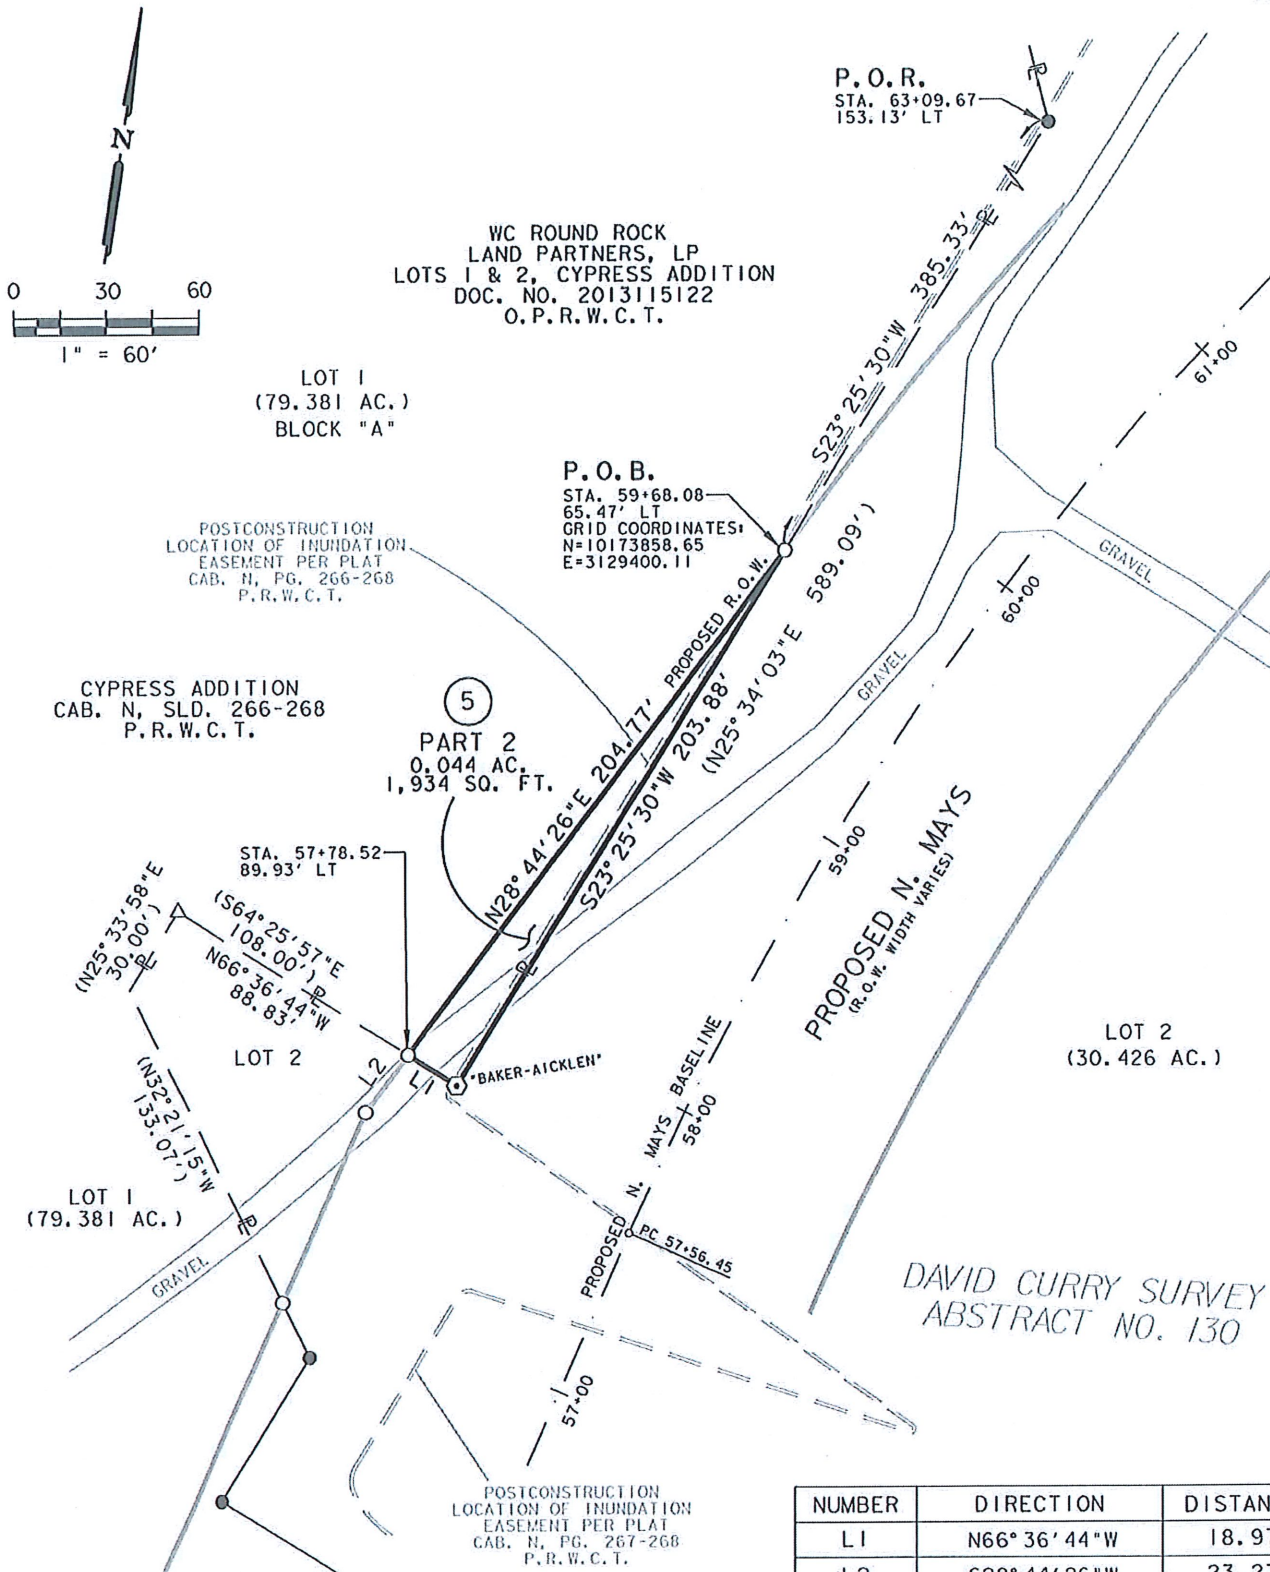 N
0 30 60
1" = 60'
P.O.R.
STA. 63+09.67
153.13' LT
WC ROUND ROCK
LAND PARTNERS, LP
LOTS 1 & 2, CYPRESS ADDITION
DOC. NO. 2013115122
O.P.R.W.C.T.
LOT 1
(79.381 AC.)
BLOCK "A"
S23°25'30"W 385.33'
61+00
P.O.B.
STA. 59+68.08
65.47' LT
GRID COORDINATES:
N=10173858.65
E=3129400.11
POSTCONSTRUCTION
LOCATION OF INUNDATION
EASEMENT PER PLAT
CAB. N, PG. 266-268
P.R.W.C.T.
GRAVEL
60+00
PROPOSED R.O.W.
(N25°34'03"E 589.09')
GRAVEL
CYPRESS ADDITION
CAB. N, SLD. 266-268
P.R.W.C.T.
5
PART 2
0.044 AC.
1,934 SQ. FT.
N28°44'26"E 204.77'
S23°25'30"W 203.88'
59+00
PROPOSED N. MAYS
(R.O.W. WIDTH VARIES)
STA. 57+78.52
89.93' LT
(N25°33'58"E
30.00')
(S64°25'57"E
108.00')
N66°36'44"W
88.83'
LOT 2
L2
L1
"BAKER-AICKLEN"
LOT 2
(30.426 AC.)
(N32°21'15"W
133.07')
58+00
PROPOSED N. MAYS BASELINE
LOT 1
(79.381 AC.)
GRAVEL
PC 57+56.45
DAVID CURRY SURVEY
ABSTRACT NO. 130
57+00
POSTCONSTRUCTION
LOCATION OF INUNDATION
EASEMENT PER PLAT
CAB. N, PG. 267-268
P.R.W.C.T.
NUMBER DIRECTION DISTAN
L1 N66°36'44"W 18.9